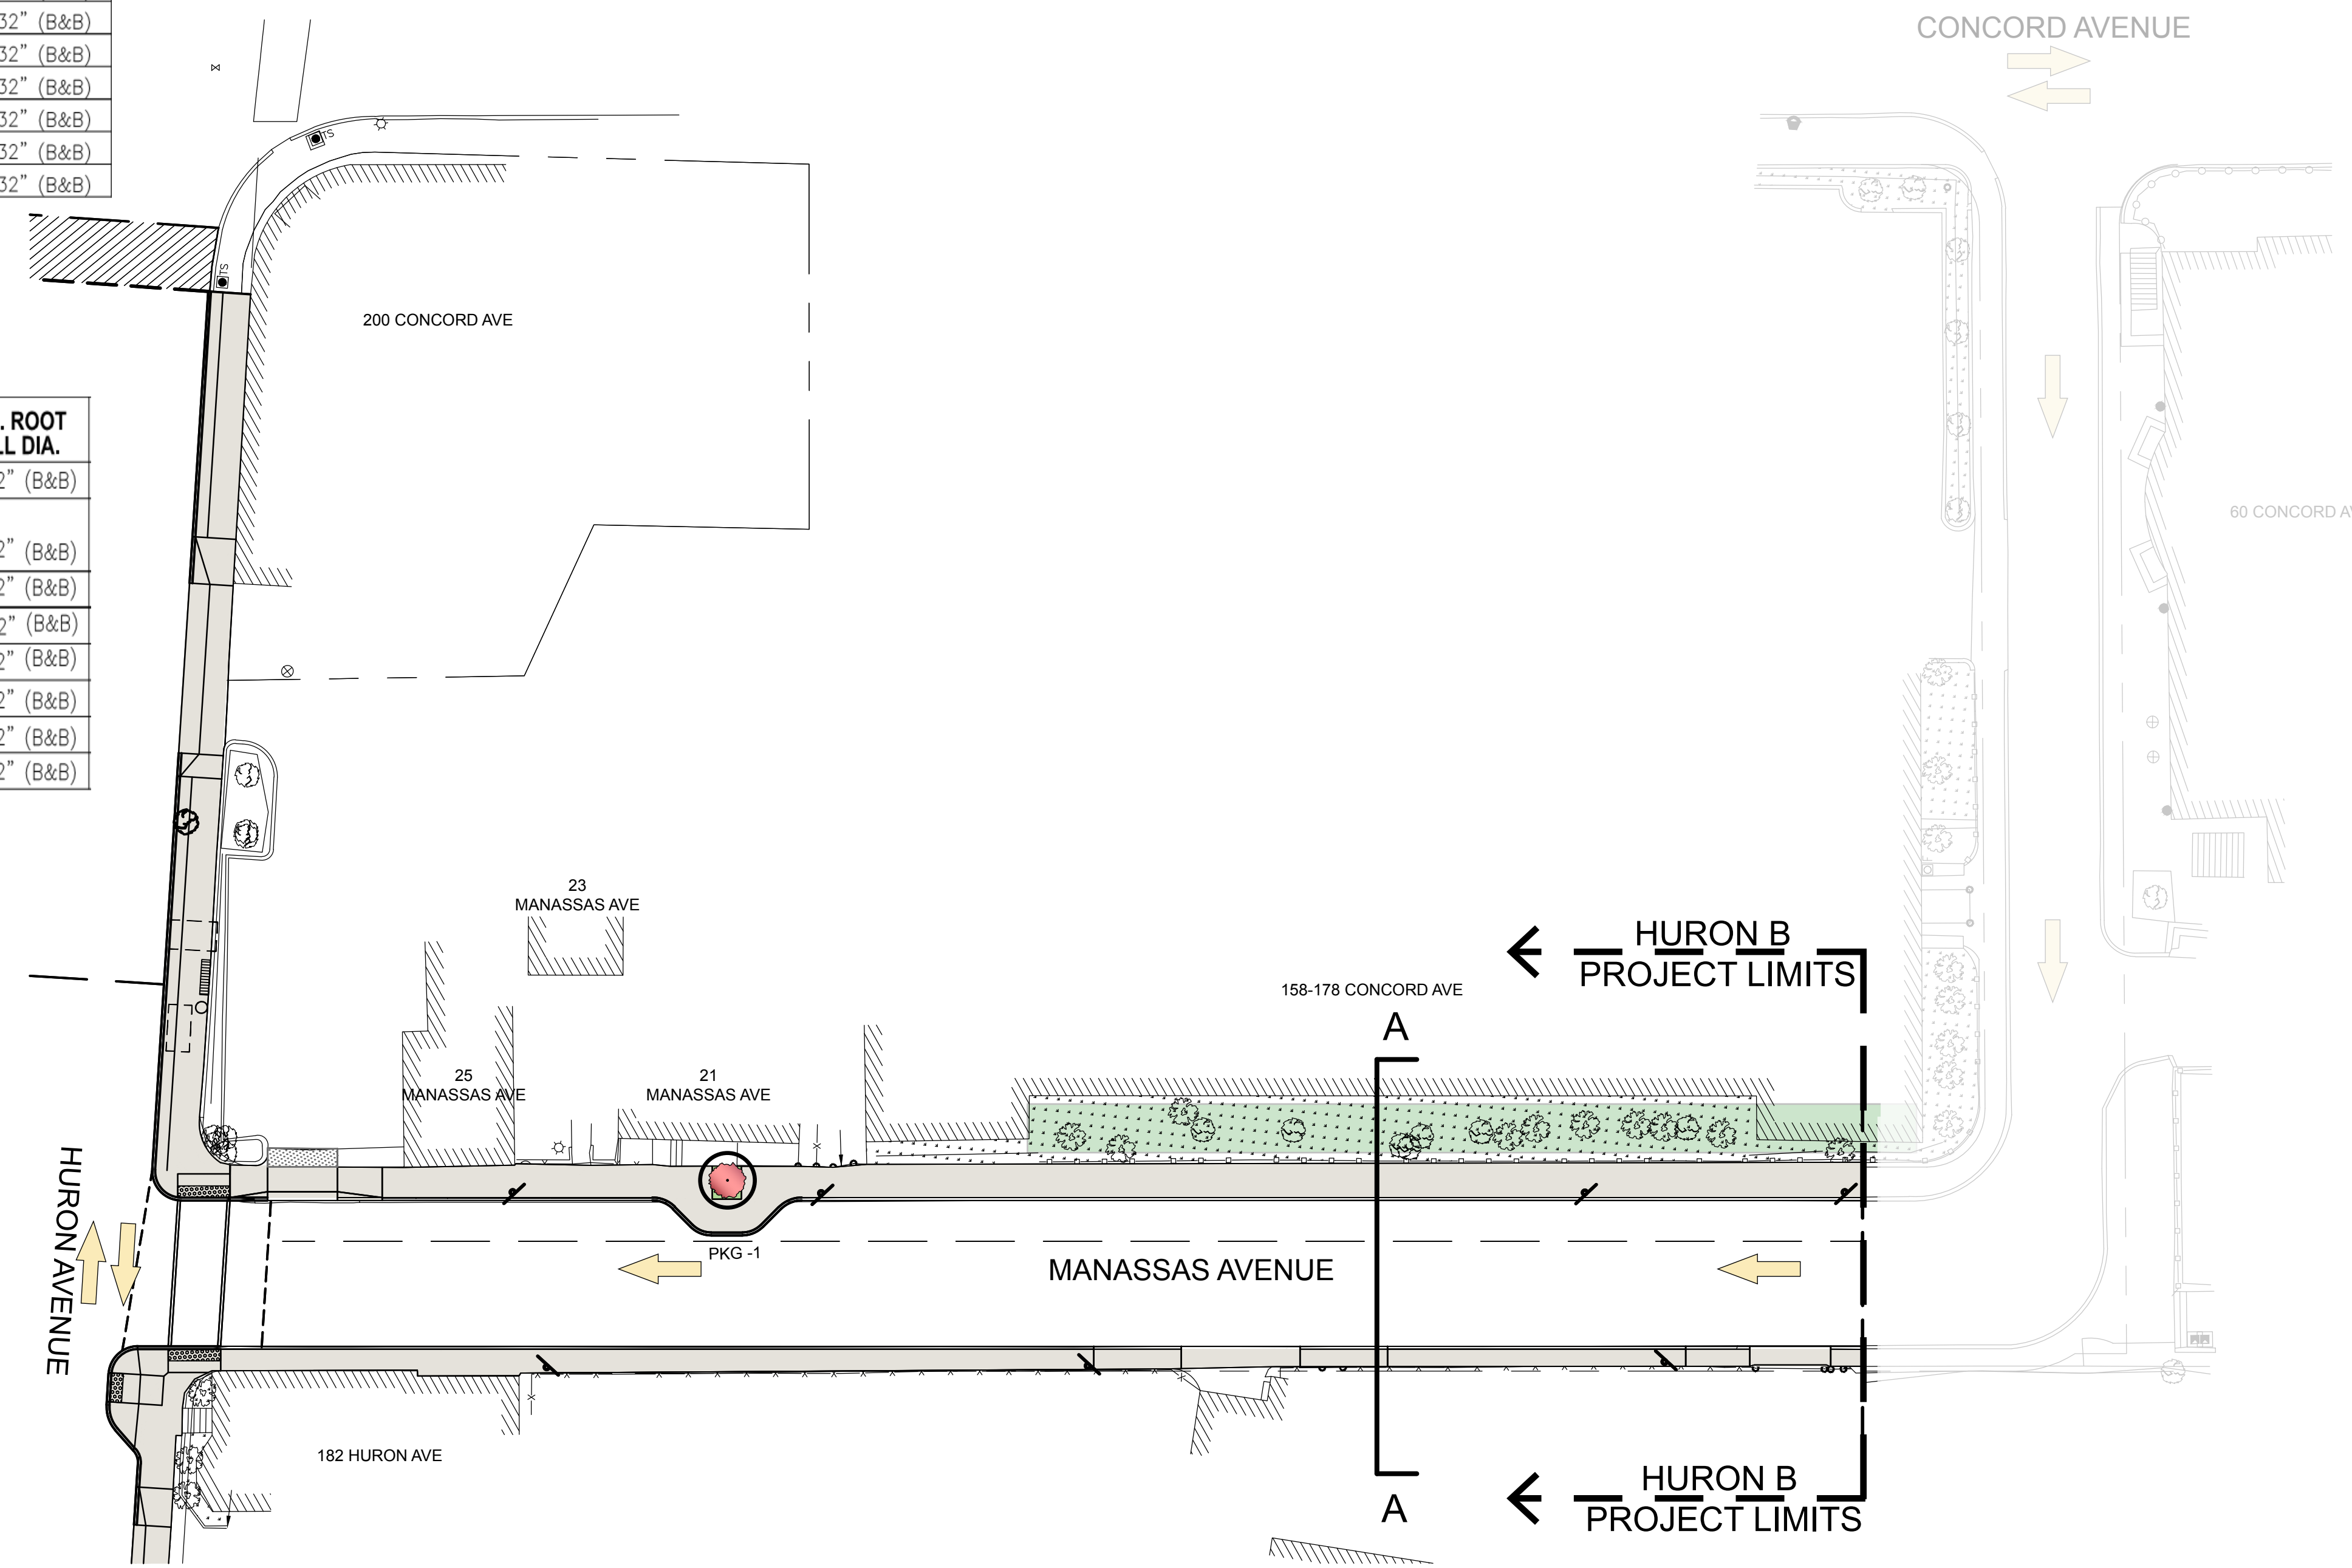 32” (B&B)
32” (B&B)
32” (B&B)
32” (B&B)
32” (B&B)
32” (B&B)
. ROOT
LL DIA.
2” (B&B)
2” (B&B)
2” (B&B)
2” (B&B)
2” (B&B)
2” (B&B)
2” (B&B)
2” (B&B)
CONCORD AVENUE
TS
TS
200 CONCORD AVE
60 CONCORD AV
23
MANASSAS AVE
25
MANASSAS AVE
21
MANASSAS AVE
158-178 CONCORD AVE
A
HURON B
PROJECT LIMITS
HURON AVENUE
PKG -1
MANASSAS AVENUE
182 HURON AVE
A
HURON B
PROJECT LIMITS